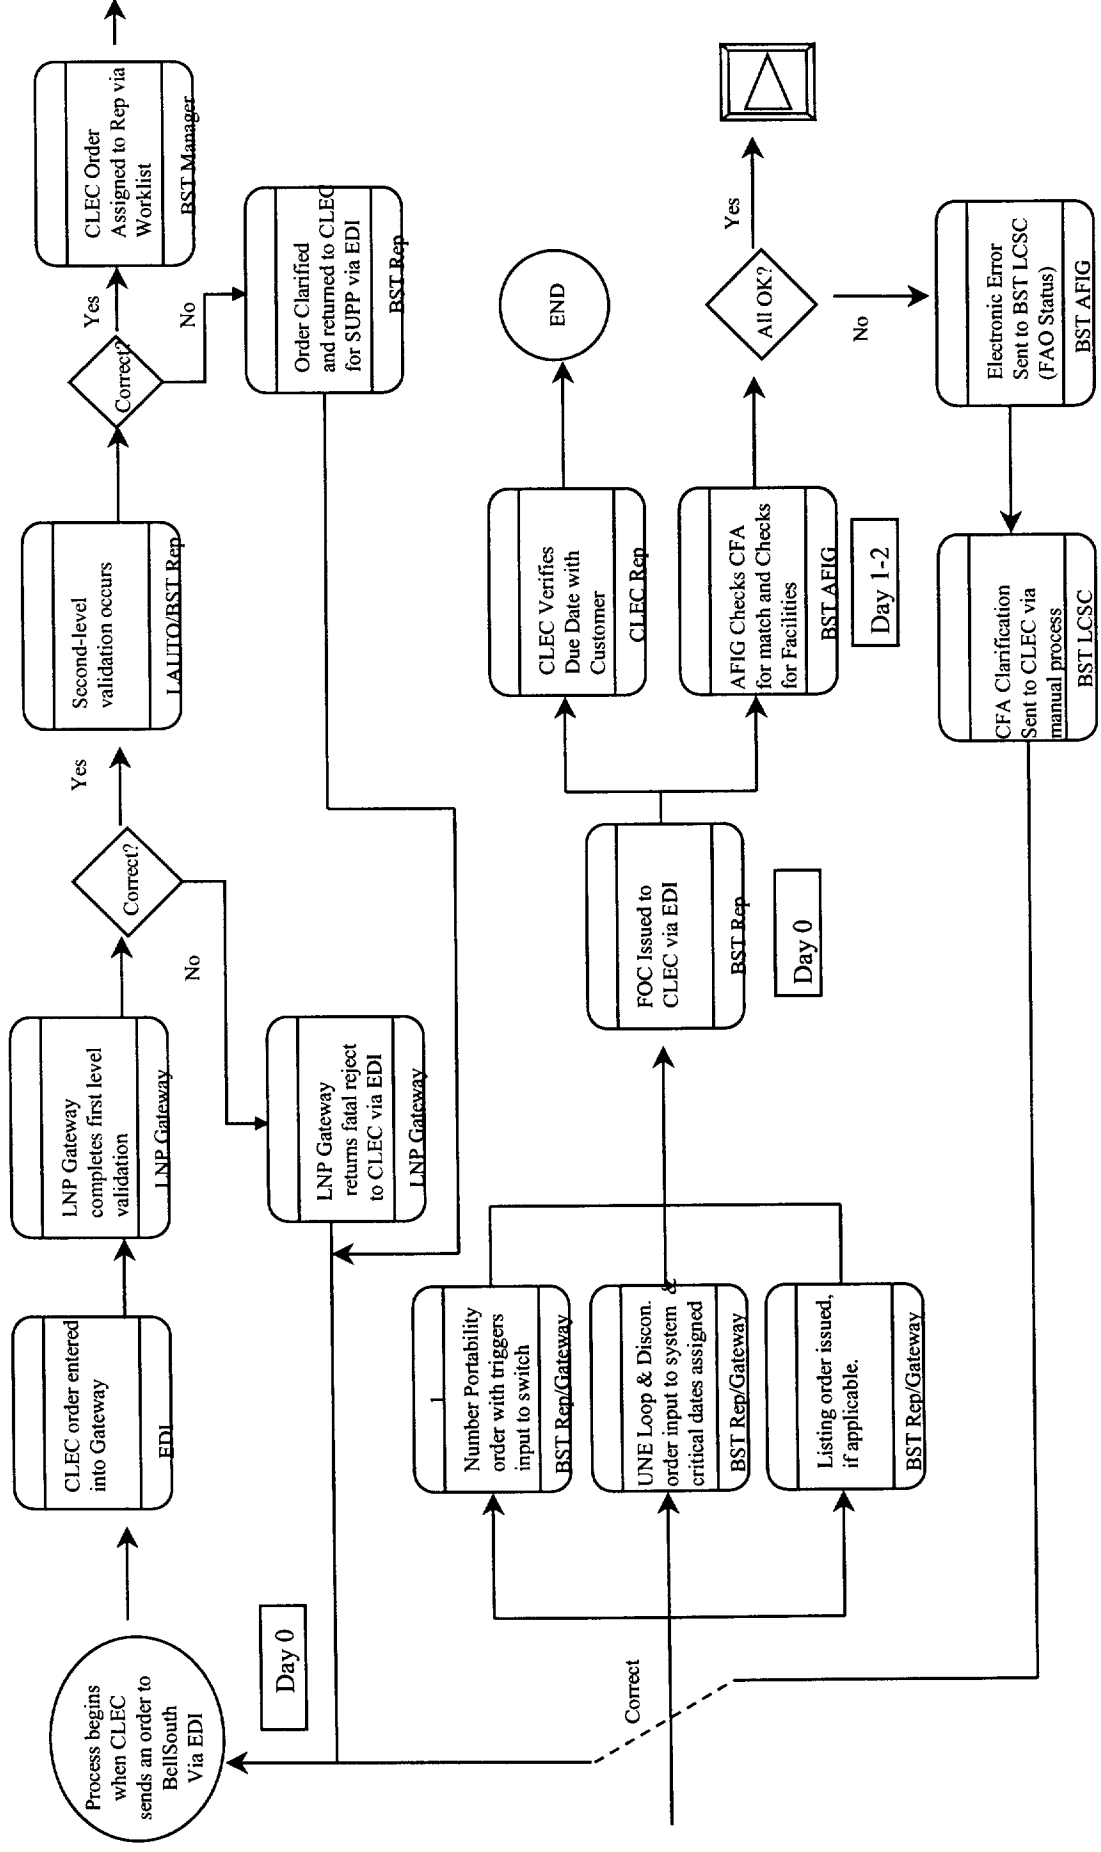 Process begins
when CLEC
sends an order to
BellSouth
Via EDI
Day 0
CLEC order entered
into Gateway
EDI
LNP Gateway
completes first level
validation
LNP Gateway
Correct?
Yes
No
LNP Gateway
returns fatal reject
to CLEC via EDI
LNP Gateway
Second-level
validation occurs
LAUTO/BST Rep
Correct?
Yes
No
CLEC Order
Assigned to Rep via
Worklist
BST Manager
Order Clarified
and returned to CLEC
for SUPP via EDI
BST Rep
Correct
1
Number Portability
order with triggers
input to switch
BST Rep/Gateway
UNE Loop & Discon.
order input to system &
critical dates assigned
BST Rep/Gateway
Listing order issued,
if applicable.
BST Rep/Gateway
FOC Issued to
CLEC via EDI
BST Rep
Day 0
CLEC Verifies
Due Date with
Customer
CLEC Rep
END
AFIG Checks CFA
for match and Checks
for Facilities
BST AFIG
Day 1-2
All OK?
Yes
No
Electronic Error
Sent to BST LCSC
(FAO Status)
BST AFIG
CFA Clarification
Sent to CLEC via
manual process
BST LCSC